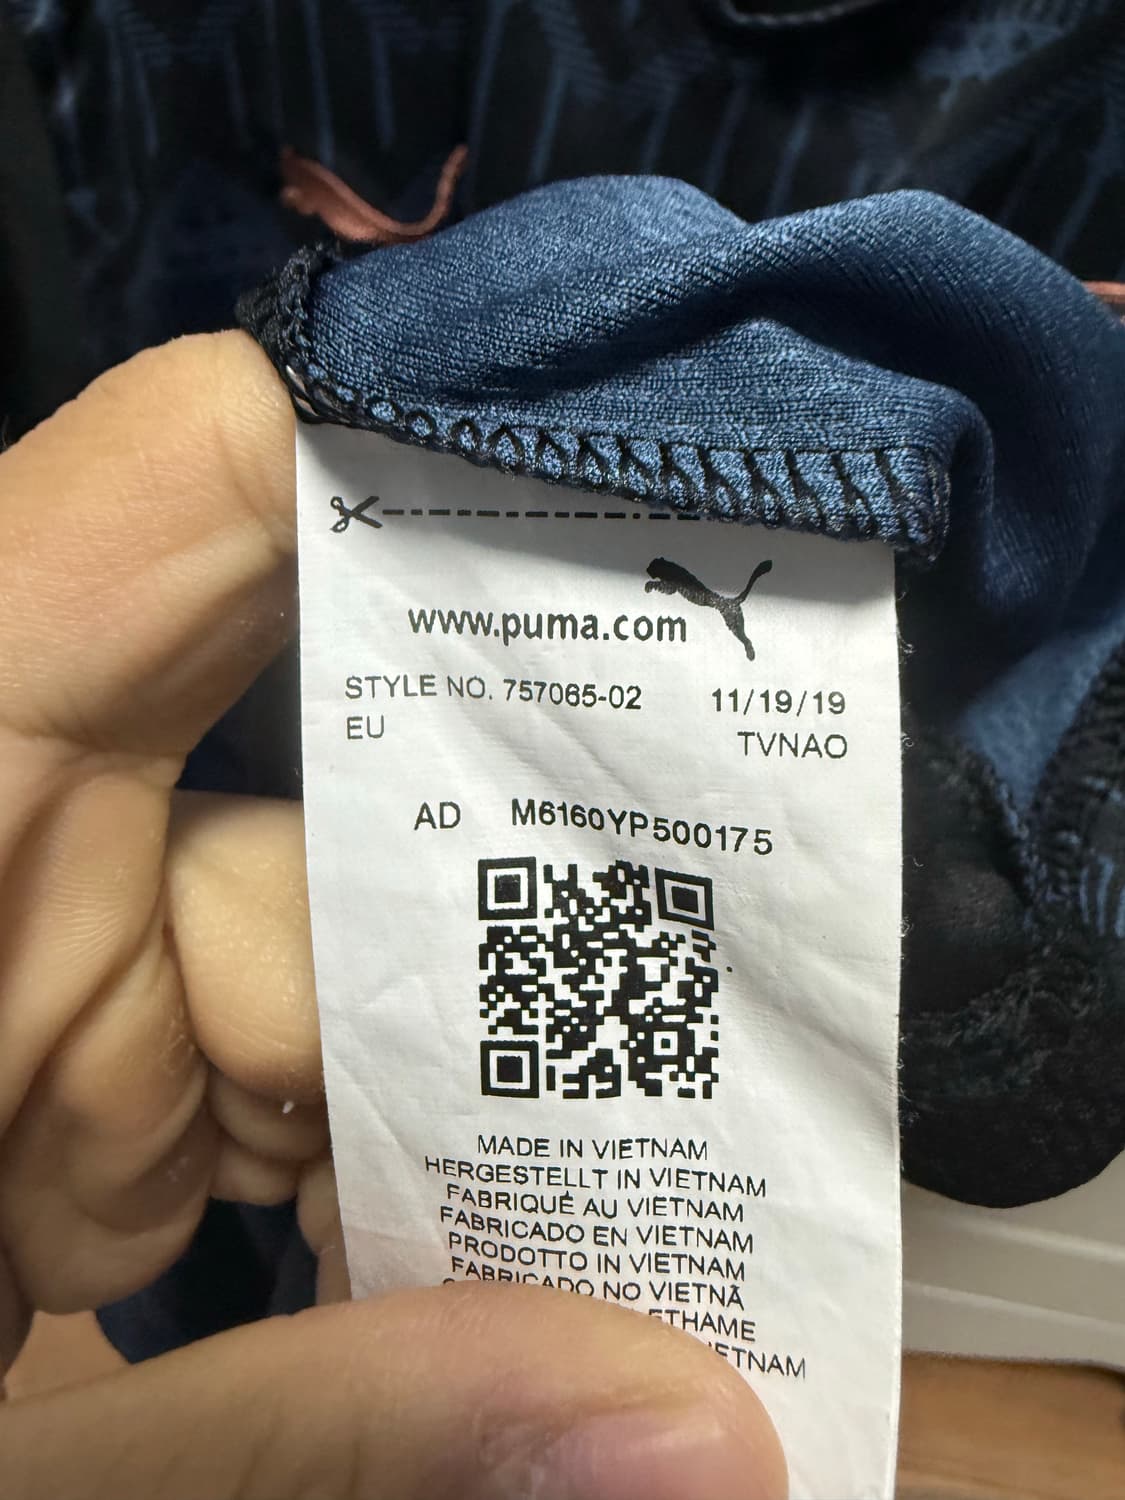 www.puma.com
STYLE NO. 757065-02 11/19/19
EU TVNAO
AD M6160YP500175
MADE IN VIETNAM
HERGESTELLT IN VIETNAM
FABRIQUÉ AU VIETNAM
FABRICADO EN VIETNAM
PRODOTTO IN VIETNAM
FABRICADO NO VIETNÃ